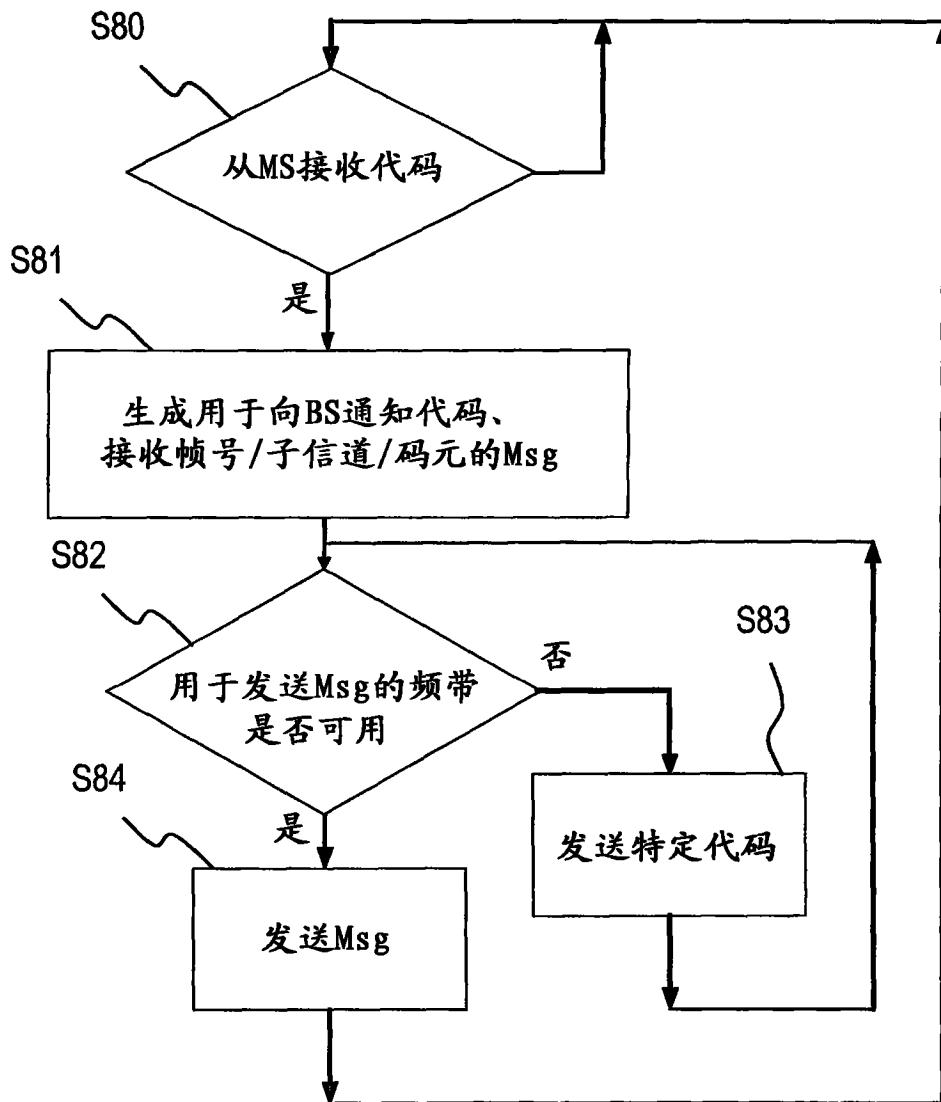 S80
从MS接收代码
S81
是
生成用于向BS通知代码、
接收帧号/子信道/码元的Msg
S82
用于发送Msg的频带
是否可用
否
S83
发送特定代码
S84
是
发送Msg